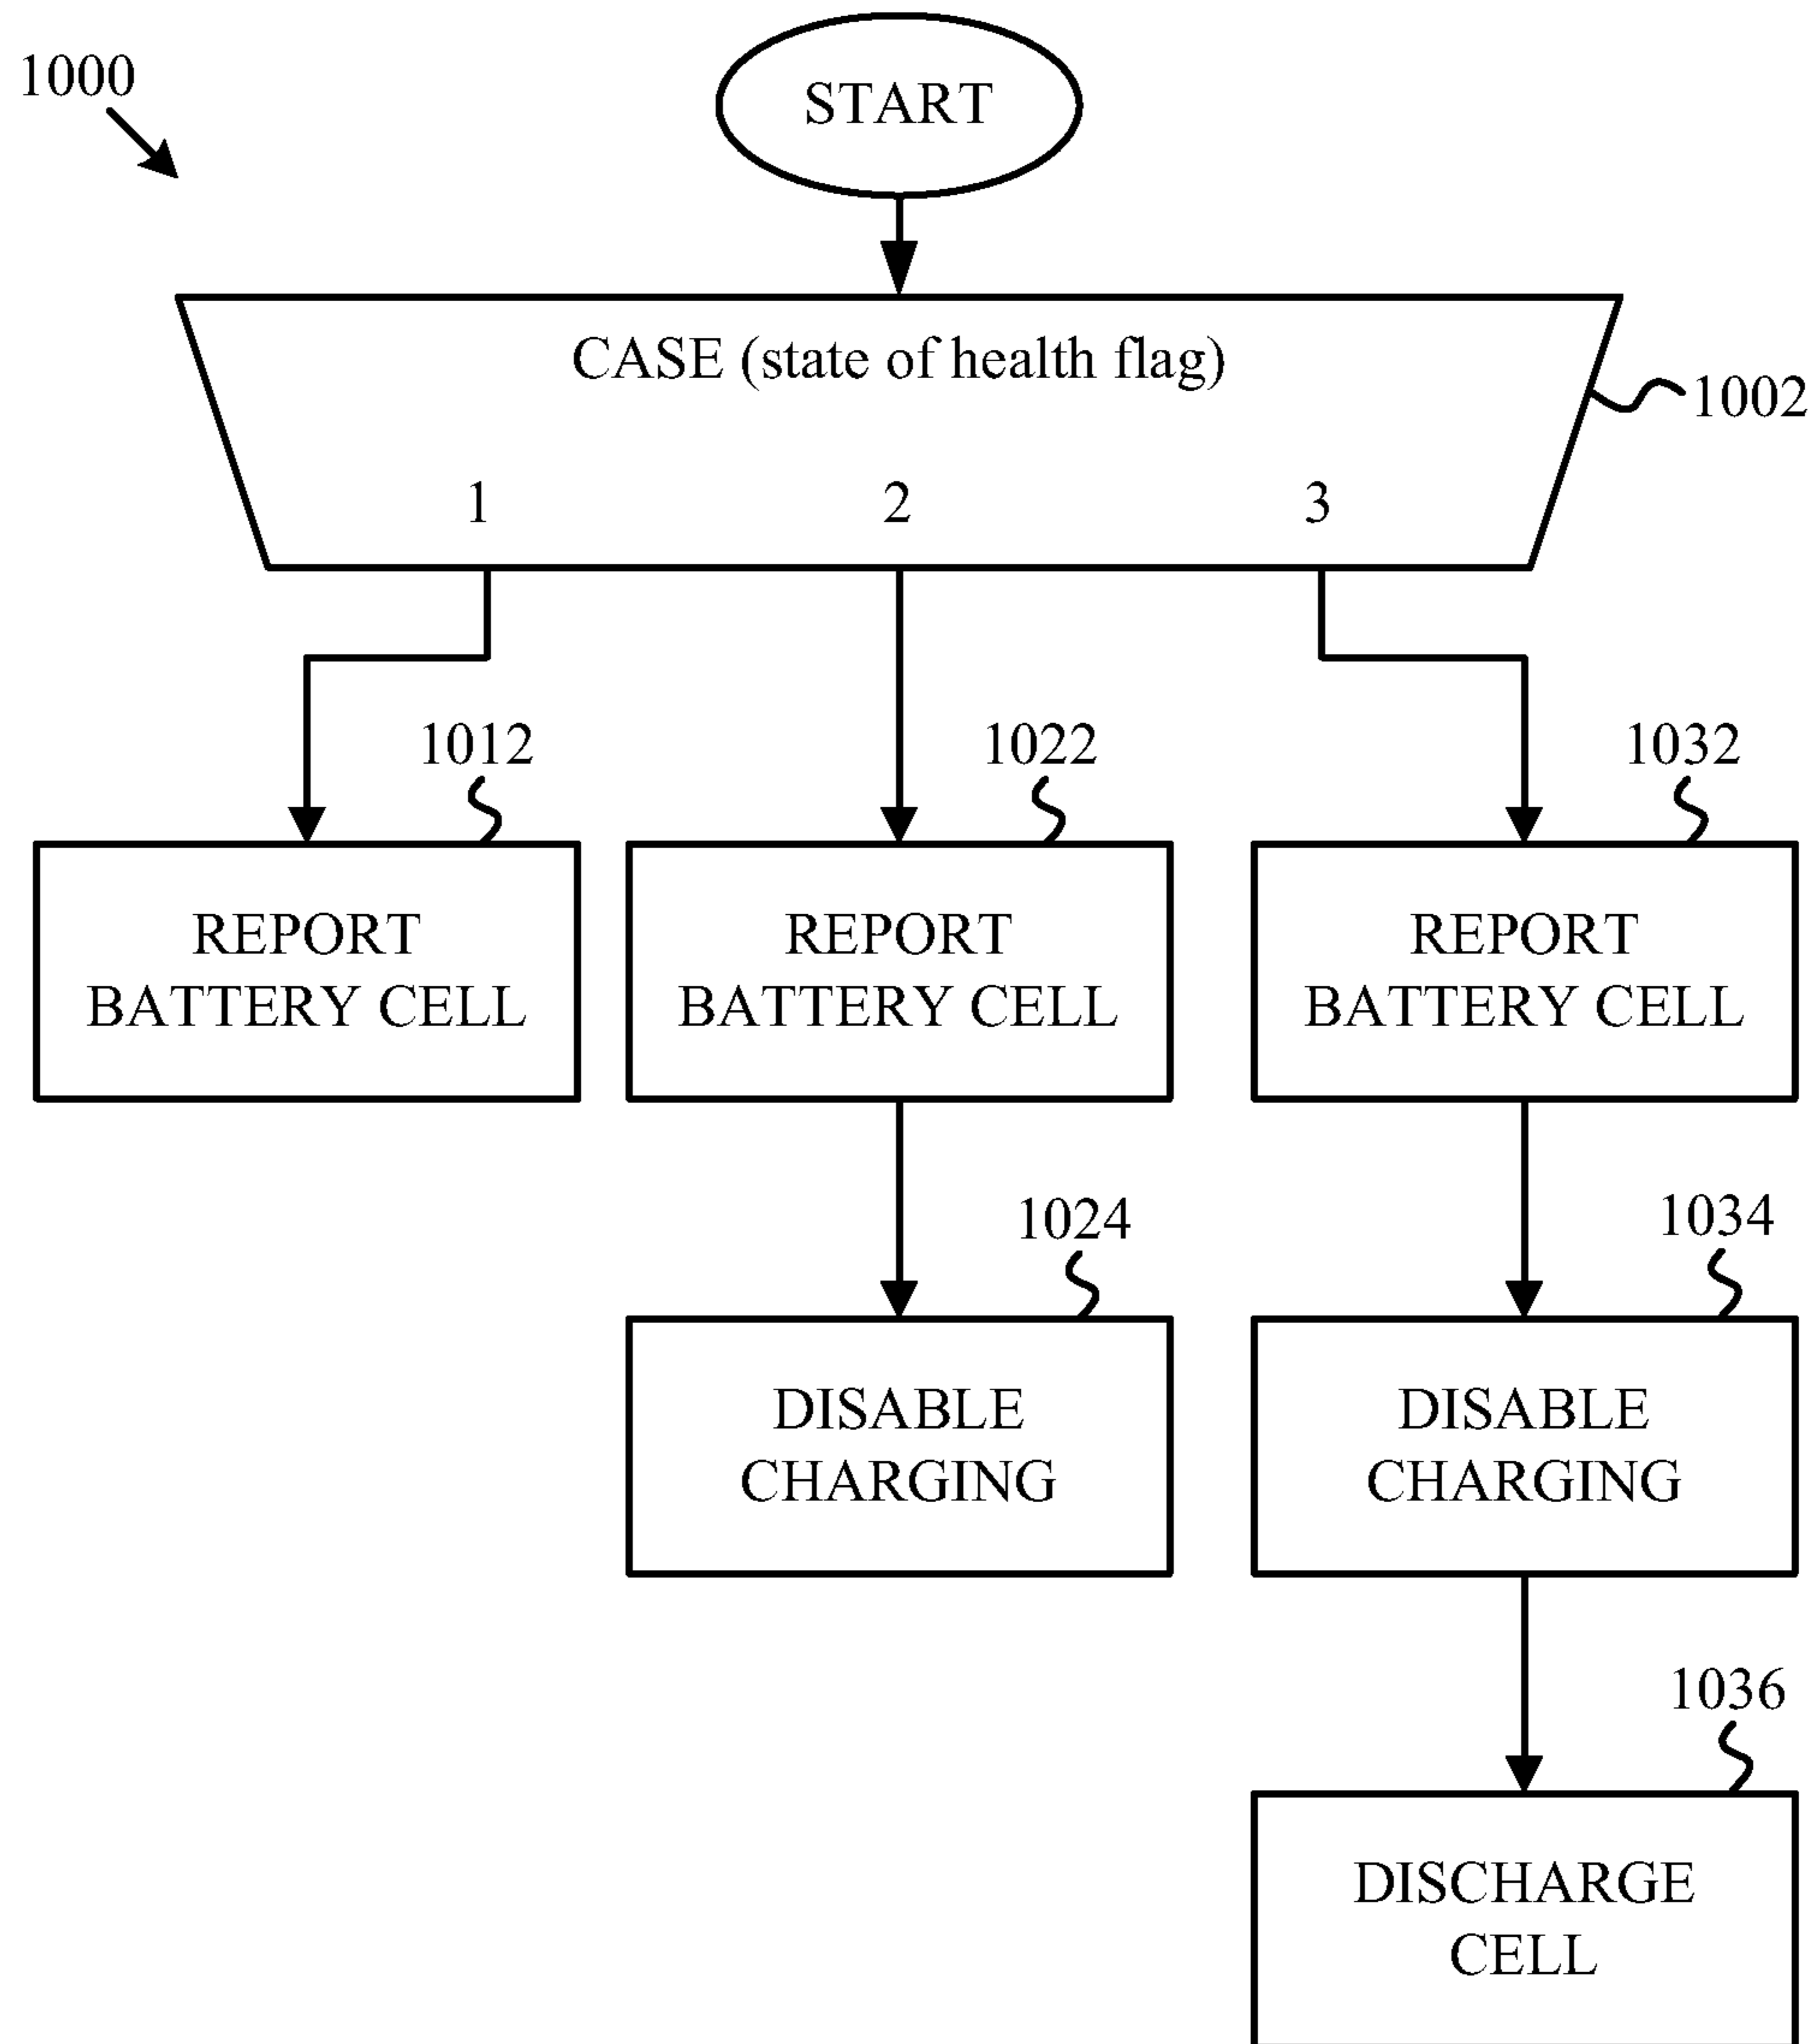 1000
START
CASE (state of health flag)
1002
1
2
3
1012
1022
1032
REPORT
BATTERY CELL
REPORT
BATTERY CELL
REPORT
BATTERY CELL
1024
1034
DISABLE
CHARGING
DISABLE
CHARGING
1036
DISCHARGE
CELL